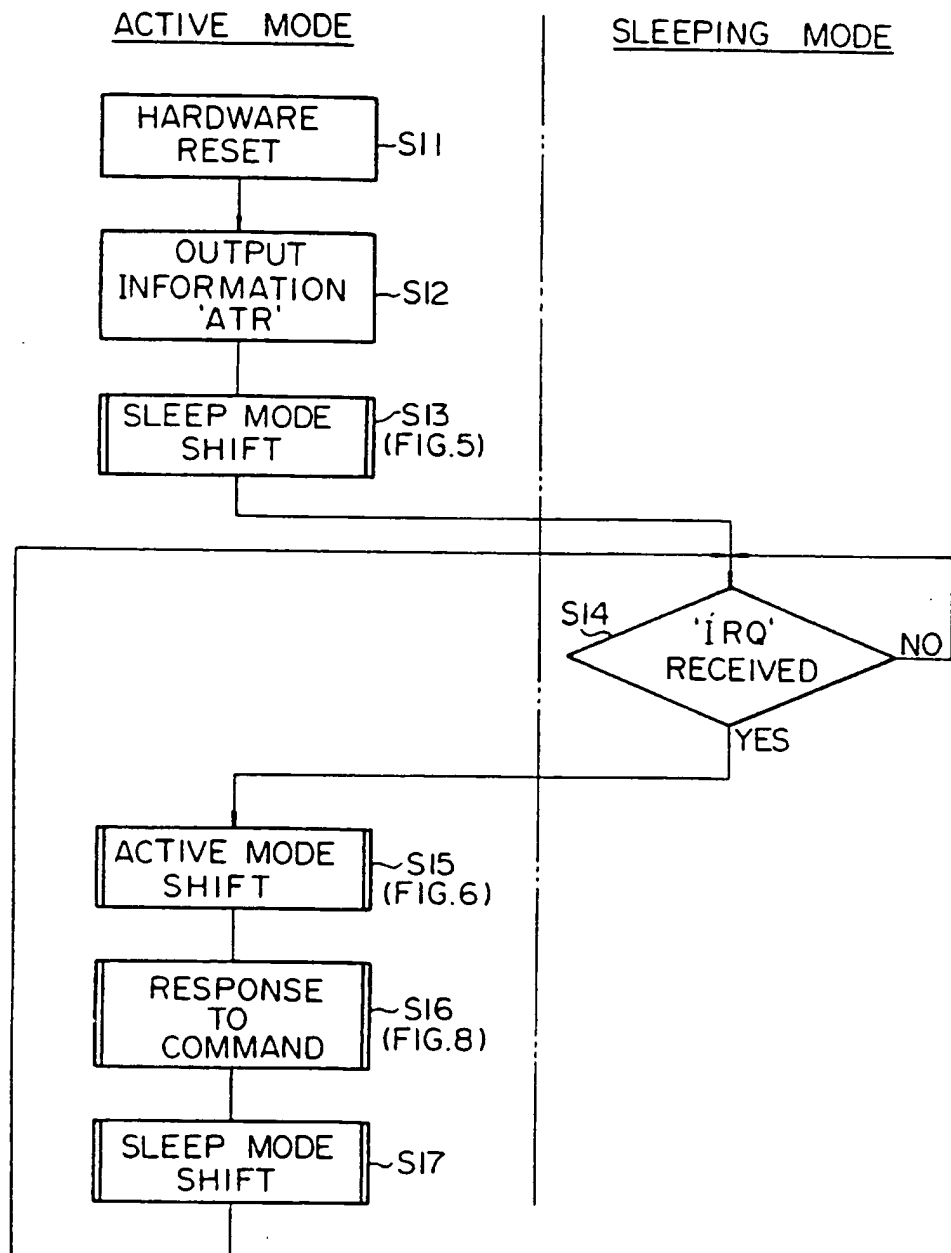 ACTIVE MODE
SLEEPING MODE
HARDWARE
RESET
S11
OUTPUT
INFORMATION
'ATR'
S12
SLEEP MODE
SHIFT
S13
(FIG.5)
S14
'IRQ'
RECEIVED
NO
YES
ACTIVE MODE
SHIFT
S15
(FIG.6)
RESPONSE
TO
COMMAND
S16
(FIG.8)
SLEEP MODE
SHIFT
S17